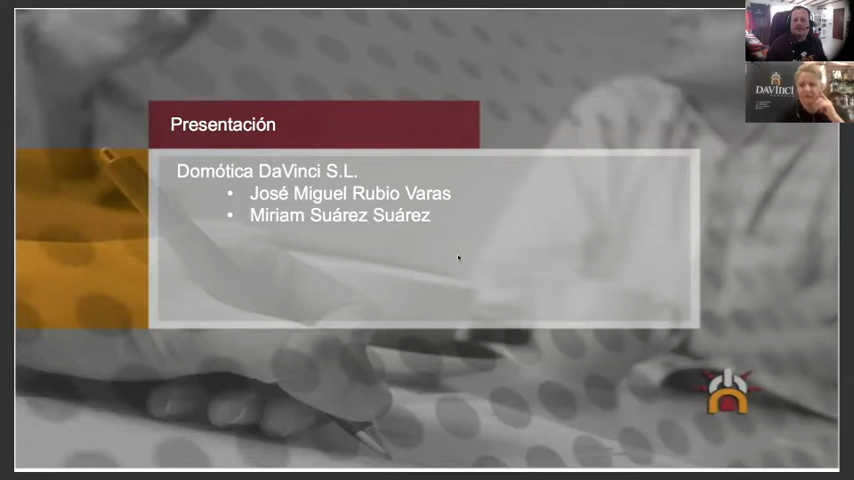 Presentación
Domótica DaVinci S.L.
• José Miguel Rubio Varas
• Miriam Suárez Suárez
DAVinci